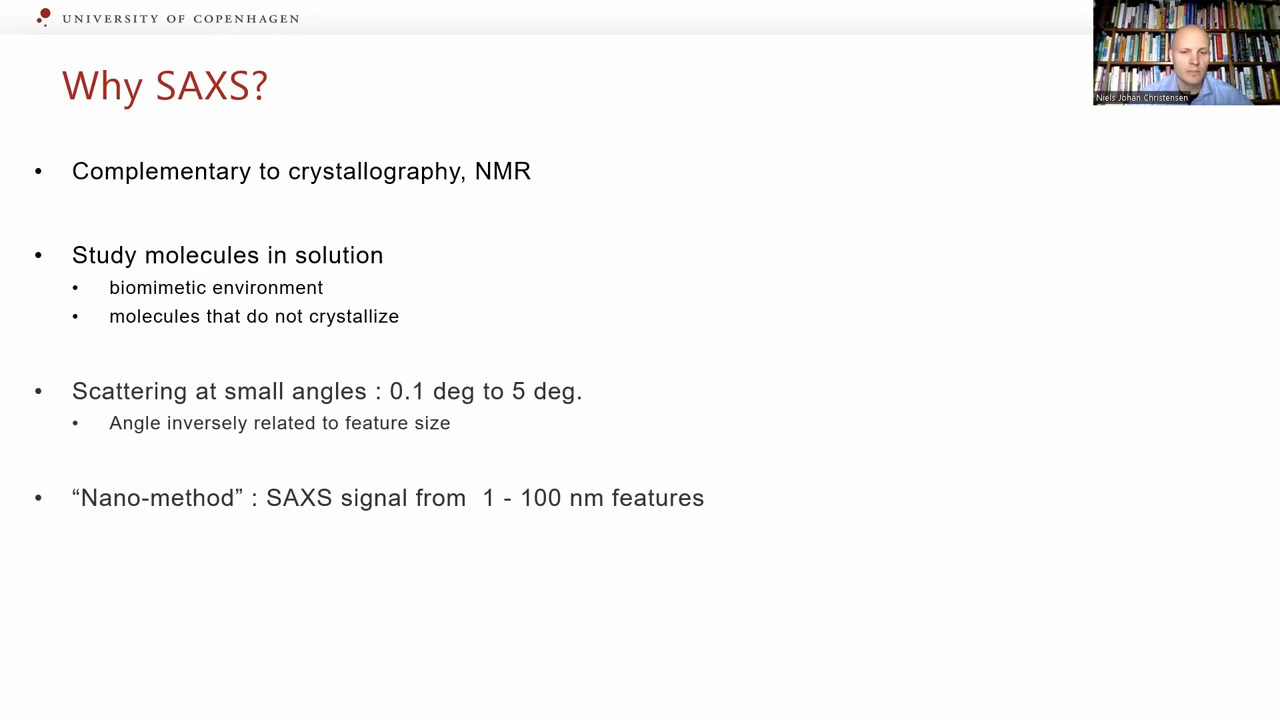 UNIVERSITY OF COPENHAGEN
Niels Johan Christensen
Why SAXS?
• Complementary to crystallography, NMR
• Study molecules in solution
• biomimetic environment
• molecules that do not crystallize
• Scattering at small angles : 0.1 deg to 5 deg.
• Angle inversely related to feature size
• “Nano-method” : SAXS signal from 1 - 100 nm features